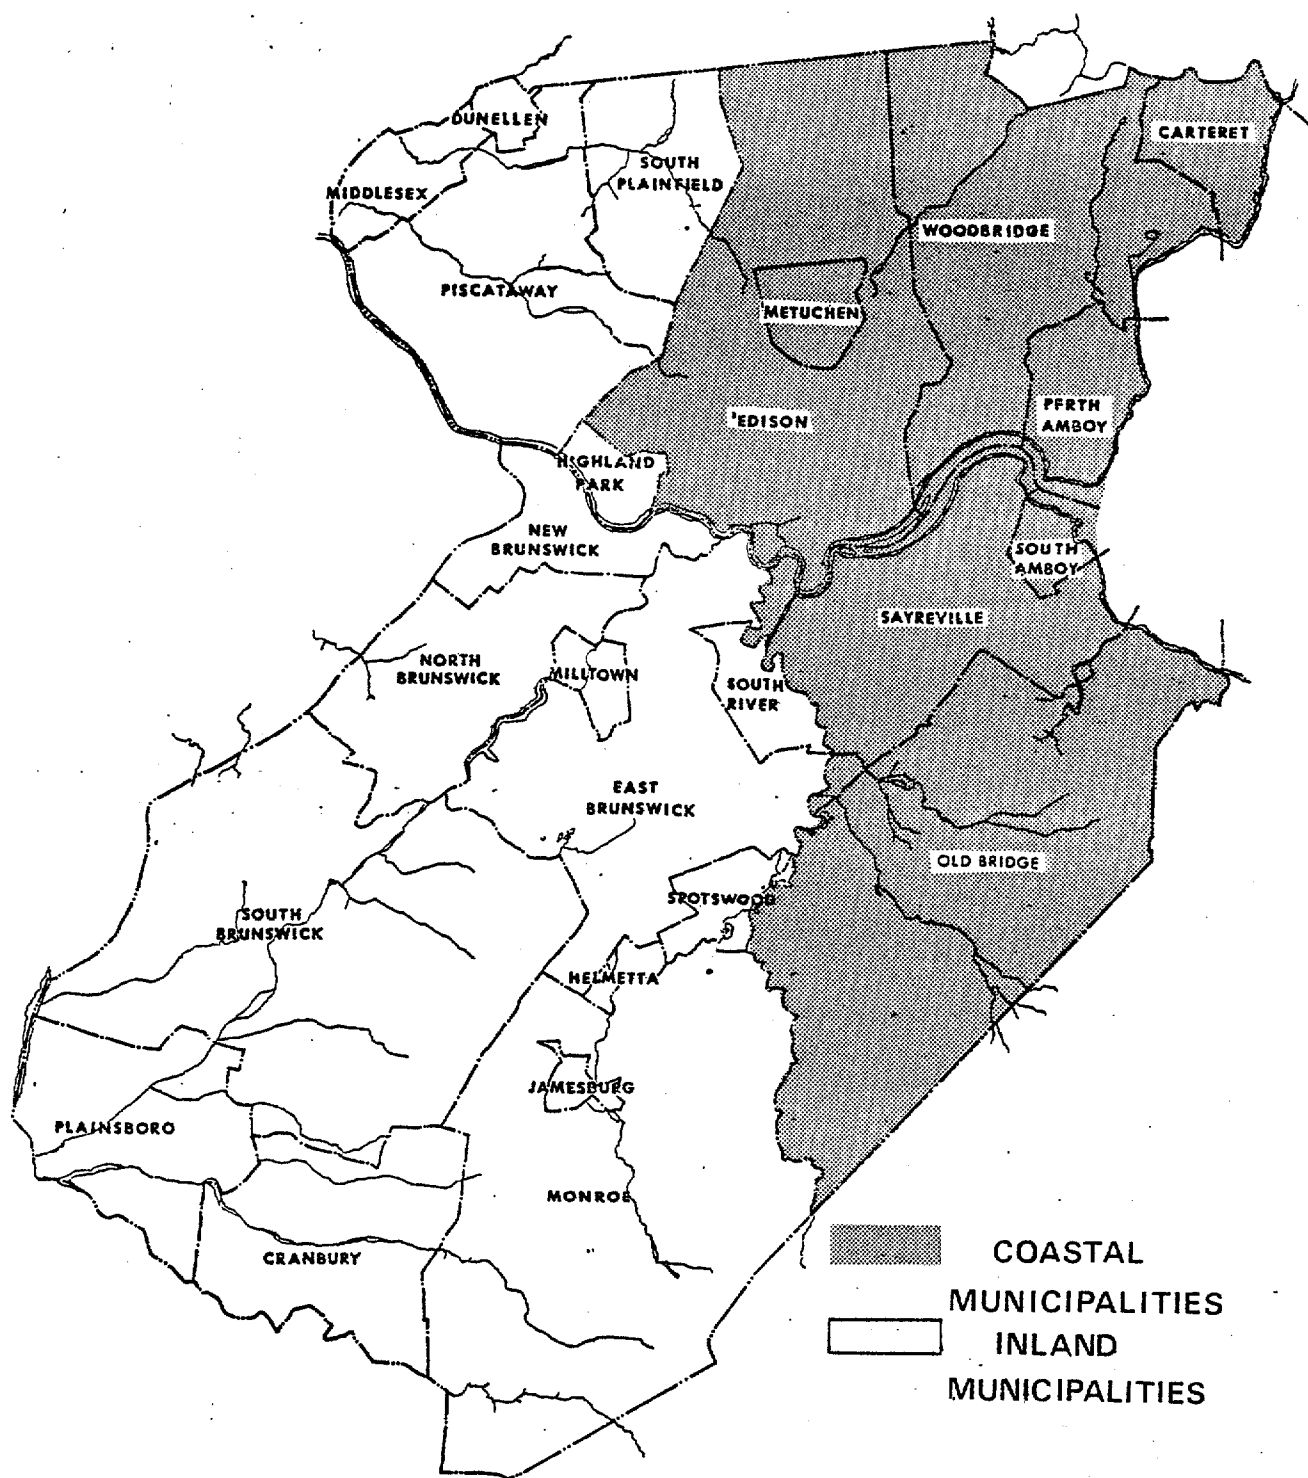 DUNELLEN
CARTERET
SOUTH
PLAINFIELD
MIDDLESEX
WOODBRIDGE
PISCATAWAY
METUCHEN
'EDISON
PERTH
AMBOY
HIGHLAND
PARK
NEW
BRUNSWICK
SOUTH
AMBOY
SAYREVILLE
NORTH
BRUNSWICK
MILLTOWN
SOUTH
RIVER
EAST
BRUNSWICK
OLD BRIDGE
SPOTSWOOD
SOUTH
BRUNSWICK
HELMETTA
JAMESBURG
PLAINSBORO
MONROE
CRANBURY
COASTAL
MUNICIPALITIES
INLAND
MUNICIPALITIES